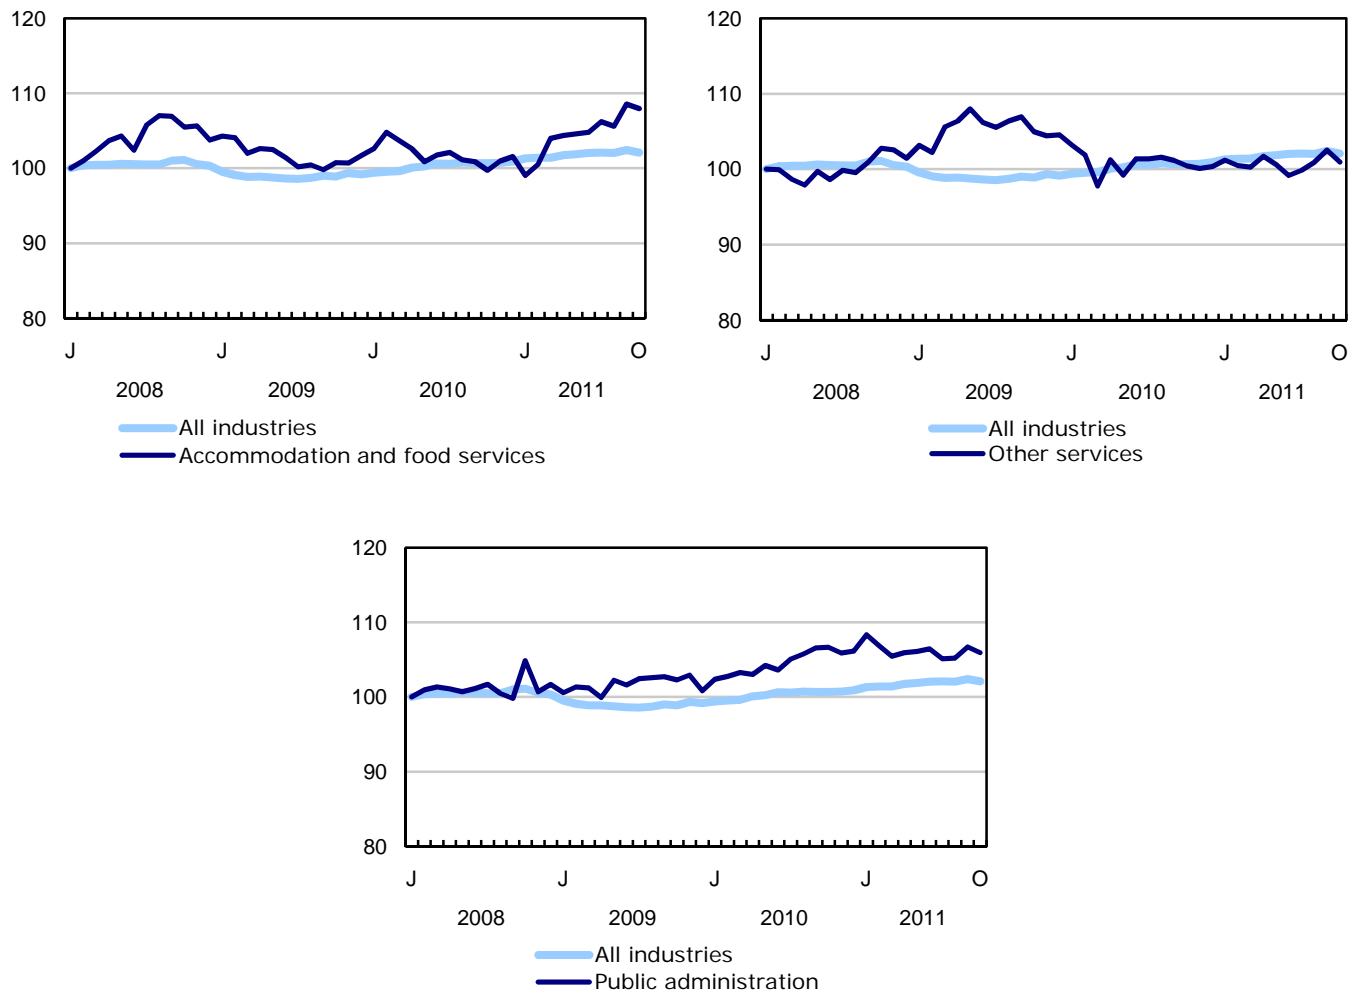 120
110
100
90
80
J J J J O
2008 2009 2010 2011
All industries
Accommodation and food services
120
110
100
90
80
J J J J O
2008 2009 2010 2011
All industries
Other services
120
110
100
90
80
J J J J O
2008 2009 2010 2011
All industries
Public administration